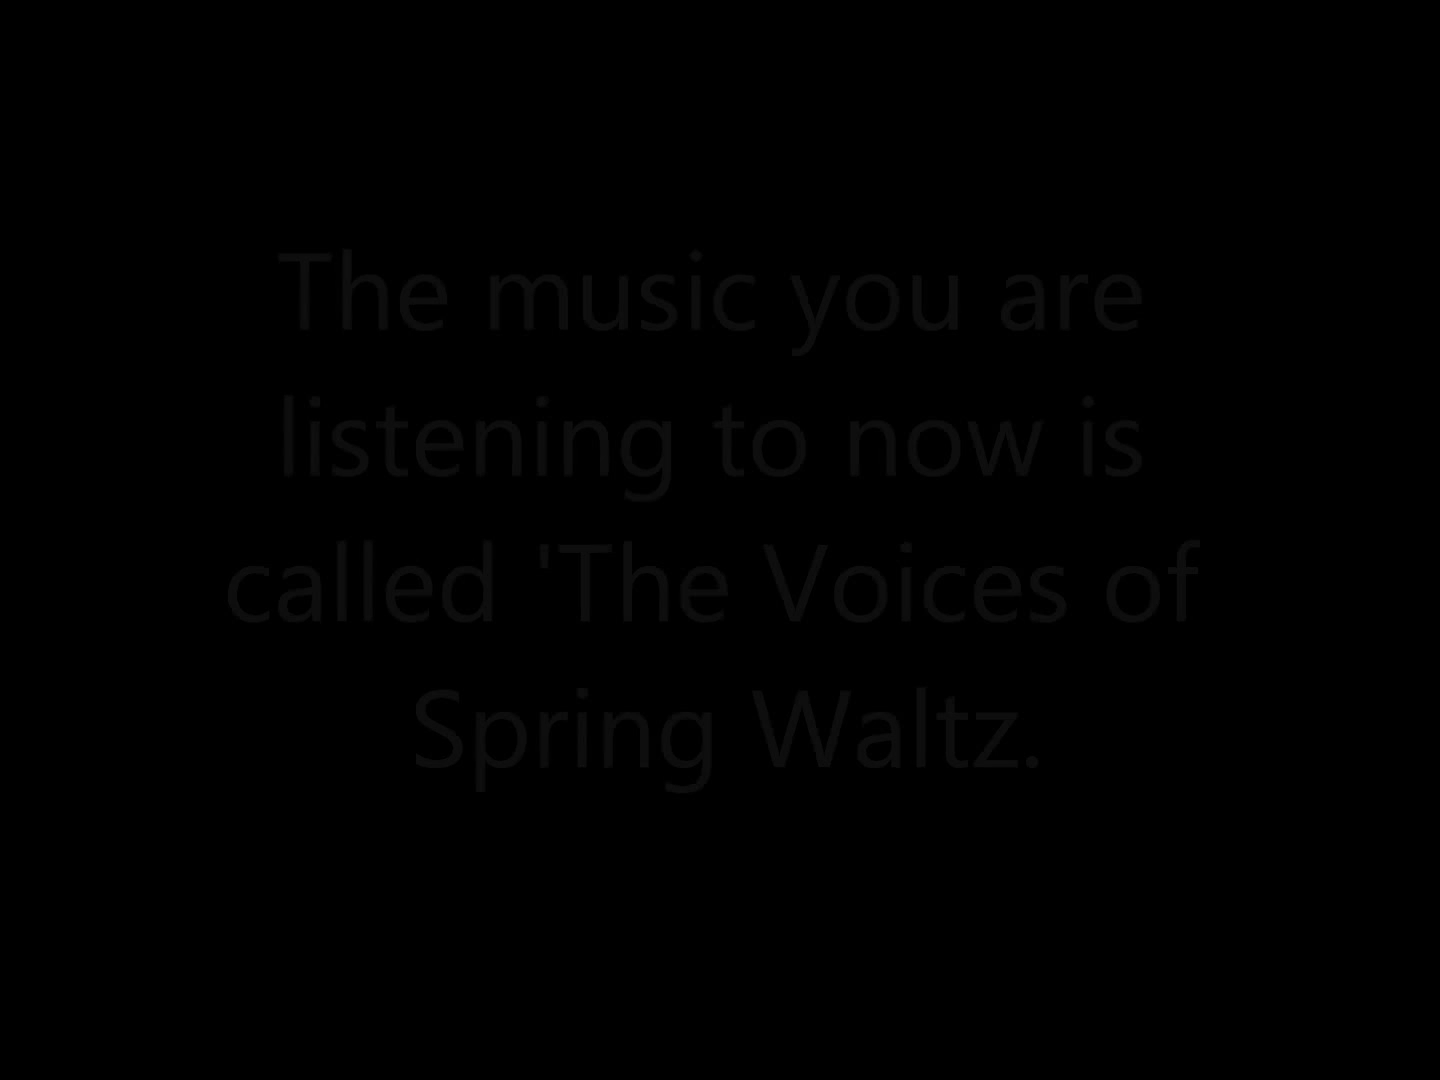 The music you are
listening to now is
called 'The Voices of
Spring Waltz.